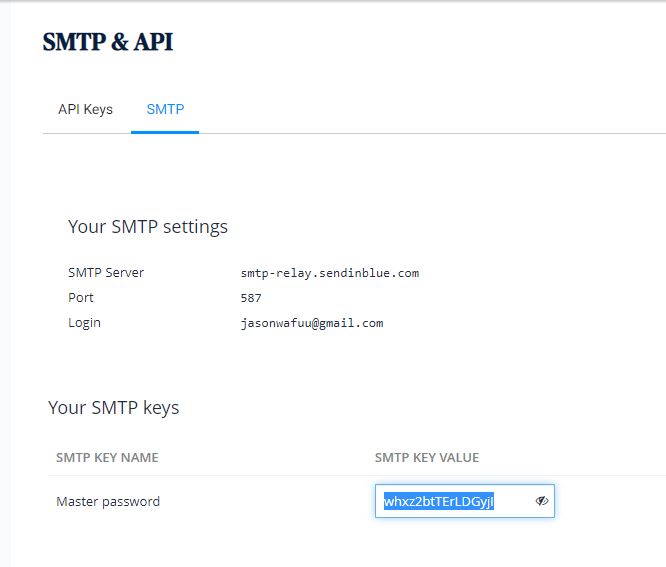 SMTP & API
API Keys SMTP
Your SMTP settings
SMTP Server smtp-relay.sendinblue.com
Port 587
Login jasonwafuu@gmail.com
Your SMTP keys
SMTP KEY NAME SMTP KEY VALUE
Master password